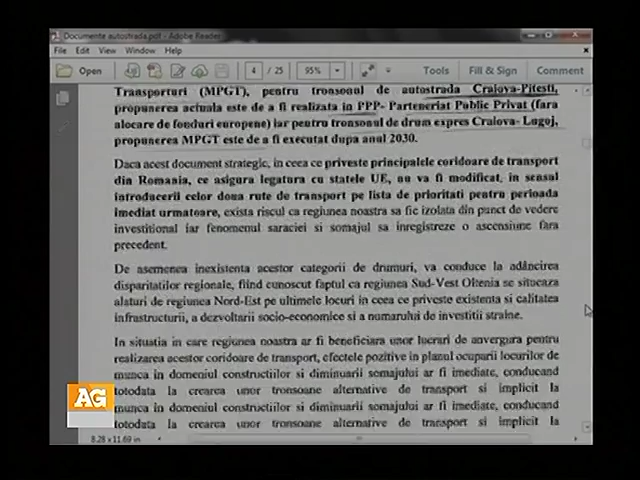 Documente autostrada.pdf - Adobe Reader
File Edit View Window Help
Open 4 / 25 95% Tools Fill & Sign Comment
Transporturi (MPGT), pentru tronsonul de autostrada Craiova-Pitesti,
propunerea actuala este de a fi realizata in PPP- Parteneriat Public Privat (fara
alocare de fonduri europene) iar pentru tronsonul de drum expres Craiova- Lugoj,
propunerea MPGT este de a fi executat dupa anul 2030.
Daca acest document strategic, in ceea ce priveste principalele coridoare de transport
din Romania, ce asigura legatura cu statele UE, nu va fi modificat, in sensul
introducerii celor doua rute de transport pe lista de prioritati pentru perioada
imediat urmatoare, exista riscul ca regiunea noastra sa fie izolata din punct de vedere
investitional iar fenomenul saraciei si somajul sa inregistreze o ascensiune fara
precedent.
De asemenea inexistenta acestor categorii de drumuri, va conduce la adâncirea
disparitatilor regionale, fiind cunoscut faptul ca regiunea Sud-Vest Oltenia se situeaza
alaturi de regiunea Nord-Est pe ultimele locuri in ceea ce priveste existenta si calitatea
infrastructurii, a dezvoltarii socio-economice si a numarului de investitii straine.
In situatia in care regiunea noastra ar fi beneficiara unor lucrari de anvergura pentru
realizarea acestor coridoare de transport, efectele pozitive in planul ocuparii locurilor de
munca in domeniul constructiilor si diminuarii somajului ar fi imediate, conducand
totodata la crearea unor tronsoane alternative de transport si implicit la
munca in domeniul constructiilor si diminuarii somajului ar fi imediate, conducand
totodata la crearea unor tronsoane alternative de transport si implicit la
AG
8.28 x 11.69 in